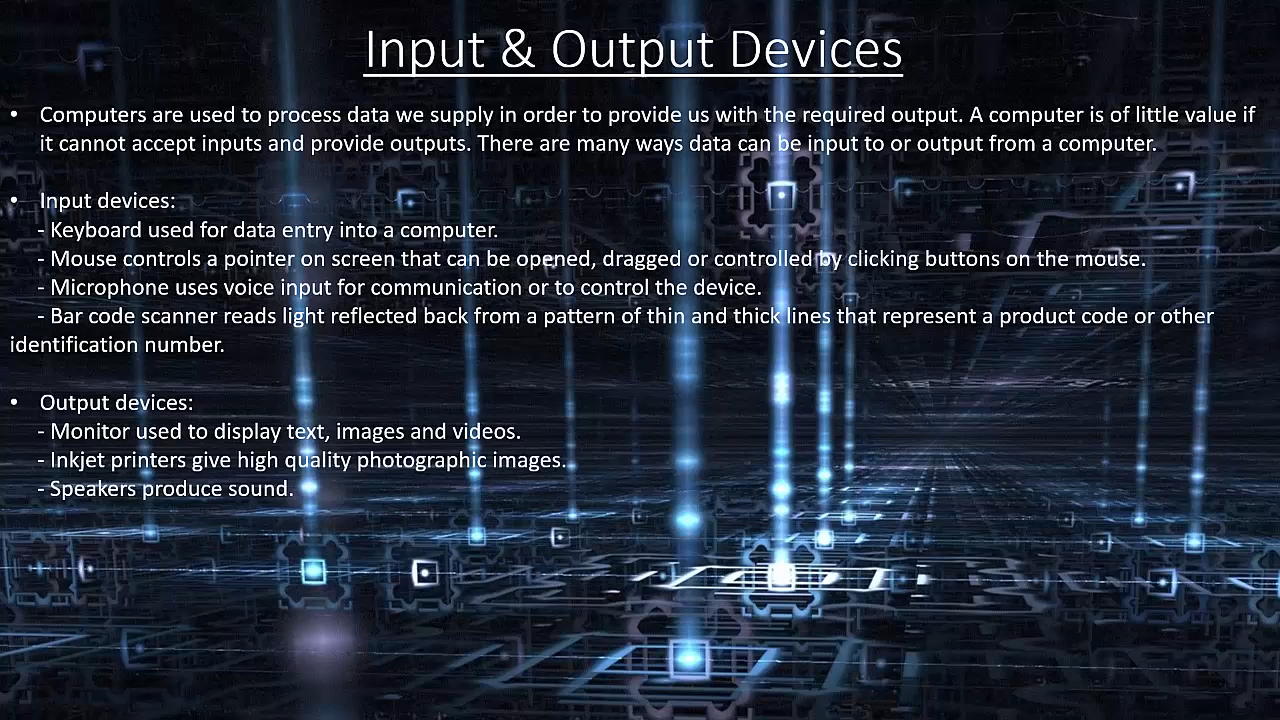 Input & Output Devices
• Computers are used to process data we supply in order to provide us with the required output. A computer is of little value if
it cannot accept inputs and provide outputs. There are many ways data can be input to or output from a computer.
• Input devices:
- Keyboard used for data entry into a computer.
- Mouse controls a pointer on screen that can be opened, dragged or controlled by clicking buttons on the mouse.
- Microphone uses voice input for communication or to control the device.
- Bar code scanner reads light reflected back from a pattern of thin and thick lines that represent a product code or other
identification number.
• Output devices:
- Monitor used to display text, images and videos.
- Inkjet printers give high quality photographic images.
- Speakers produce sound.